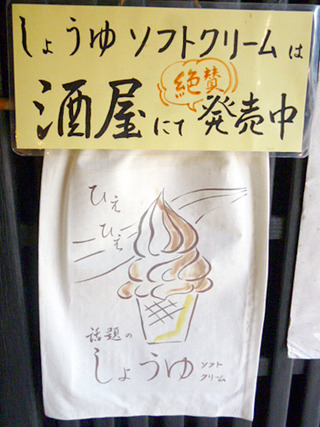 しょうゆ ソフトクリームは
絶賛
酒屋にて発売中
ひえ
ひえ
話題の
しょうゆ ソフト
クリーム